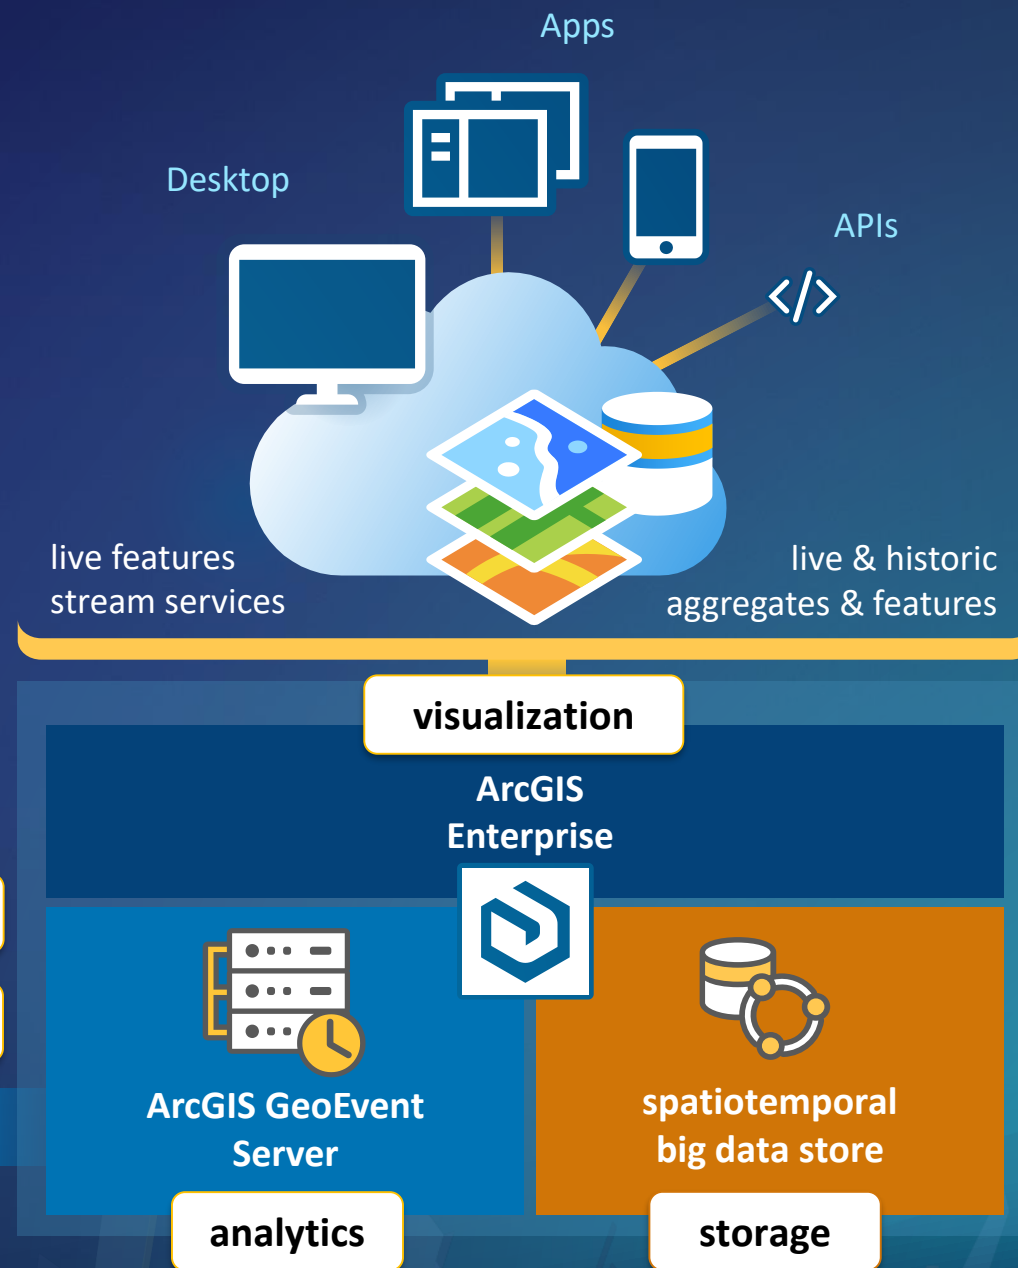 Apps
Desktop
APIs
live features
stream services
live & historic
aggregates & features
visualization
ArcGIS
Enterprise
ArcGIS GeoEvent
Server
spatiotemporal
big data store
analytics
storage